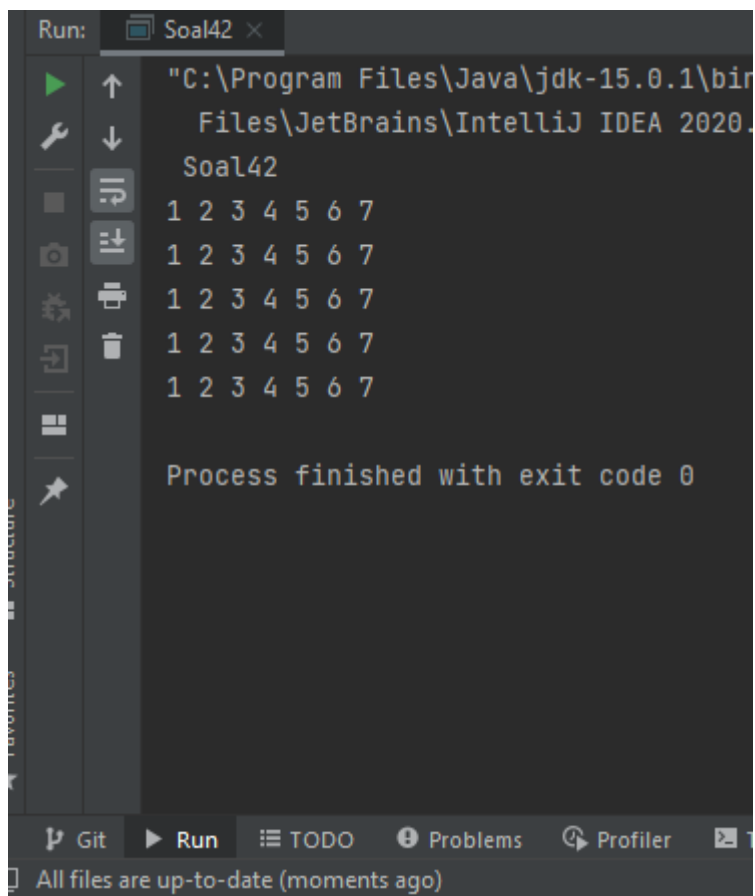 Run: Soal42
"C:\Program Files\Java\jdk-15.0.1\bin
Files\JetBrains\IntelliJ IDEA 2020.
Soal42
1 2 3 4 5 6 7
1 2 3 4 5 6 7
1 2 3 4 5 6 7
1 2 3 4 5 6 7
1 2 3 4 5 6 7
Process finished with exit code 0
Structure
Favorites
Git Run TODO Problems Profiler
All files are up-to-date (moments ago)